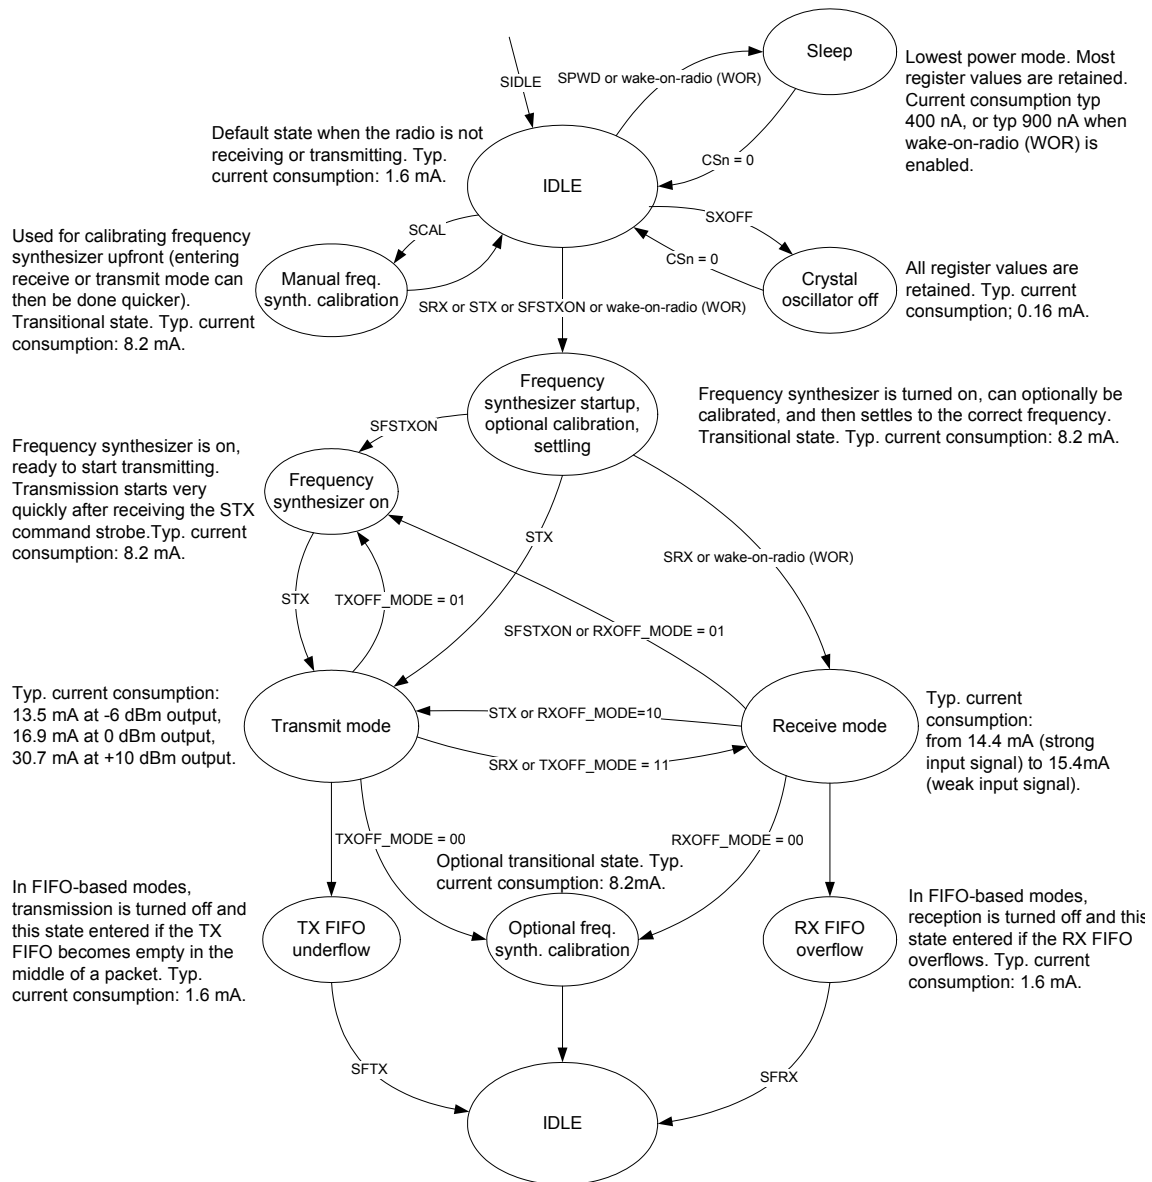 Sleep
Lowest power mode. Most
register values are retained.
Current consumption typ
400 nA, or typ 900 nA when
wake-on-radio (WOR) is
enabled.
SPWD or wake-on-radio (WOR)
SIDLE
Default state when the radio is not
receiving or transmitting. Typ.
current consumption: 1.6 mA.
CSn = 0
IDLE
SXOFF
SCAL
CSn = 0
Used for calibrating frequency
synthesizer upfront (entering
receive or transmit mode can
then be done quicker).
Transitional state. Typ. current
consumption: 8.2 mA.
Manual freq.
synth. calibration
Crystal
oscillator off
All register values are
retained. Typ. current
consumption; 0.16 mA.
SRX or STX or SFSTXON or wake-on-radio (WOR)
Frequency
synthesizer startup,
optional calibration,
settling
Frequency synthesizer is turned on, can optionally be
calibrated, and then settles to the correct frequency.
Transitional state. Typ. current consumption: 8.2 mA.
SFSTXON
Frequency synthesizer is on,
ready to start transmitting.
Transmission starts very
quickly after receiving the STX
command strobe.Typ. current
consumption: 8.2 mA.
Frequency
synthesizer on
STX
SRX or wake-on-radio (WOR)
STX
TXOFF_MODE = 01
SFSTXON or RXOFF_MODE = 01
Typ. current consumption:
13.5 mA at -6 dBm output,
16.9 mA at 0 dBm output,
30.7 mA at +10 dBm output.
Transmit mode
STX or RXOFF_MODE=10
SRX or TXOFF_MODE = 11
Receive mode
Typ. current
consumption:
from 14.4 mA (strong
input signal) to 15.4mA
(weak input signal).
TXOFF_MODE = 00
RXOFF_MODE = 00
Optional transitional state. Typ.
current consumption: 8.2mA.
In FIFO-based modes,
transmission is turned off and
this state entered if the TX
FIFO becomes empty in the
middle of a packet. Typ.
current consumption: 1.6 mA.
TX FIFO
underflow
Optional freq.
synth. calibration
RX FIFO
overflow
In FIFO-based modes,
reception is turned off and this
state entered if the RX FIFO
overflows. Typ. current
consumption: 1.6 mA.
SFTX
SFRX
IDLE